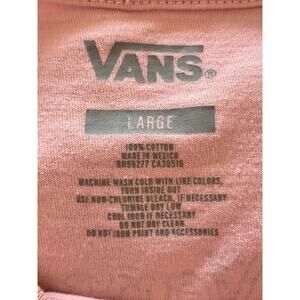 VANS®
LARGE
100% COTTON
MADE IN MEXICO
RN96277 CA30516
MACHINE WASH COLD WITH LIKE COLORS,
TURN INSIDE OUT
USE NON-CHLORINE BLEACH, IF NECESSARY
TUMBLE DRY LOW
COOL IRON IF NECESSARY
DO NOT DRY CLEAN
DO NOT IRON PRINT AND ACCESSORIES